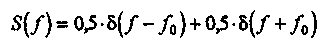 S(f) = 0,5·δ(f − f₀) + 0,5·δ(f + f₀)